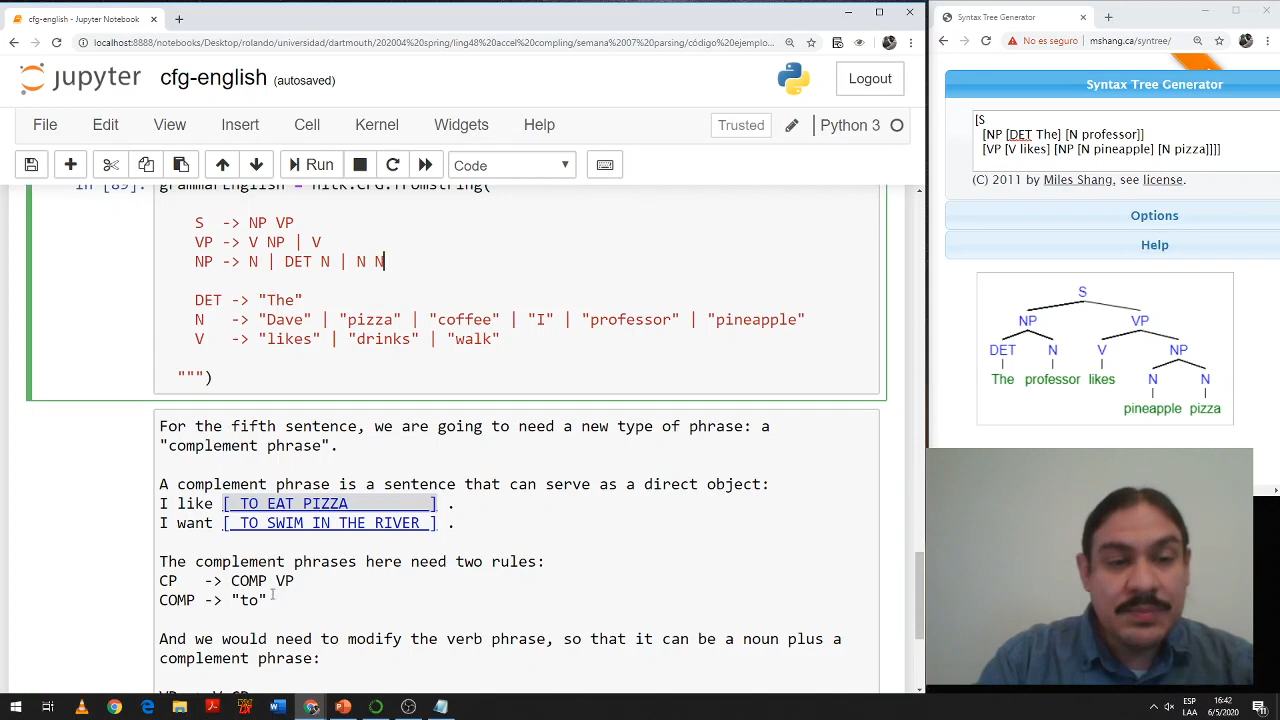 cfg-english - Jupyter Notebook
localhost:8888/notebooks/Desktop/rolando/universidad/dartmouth/202004%20spring/ling48%20accel%20compling/semana%2007%20parsing/código%20ejemplo...
jupyter cfg-english (autosaved)
Logout
File Edit View Insert Cell Kernel Widgets Help
Trusted
Python 3
Run
Code
In [89]: grammarEnglish = nltk.CFG.fromstring("
S -> NP VP
VP -> V NP | V
NP -> N | DET N | N N
DET -> "The"
N -> "Dave" | "pizza" | "coffee" | "I" | "professor" | "pineapple"
V -> "likes" | "drinks" | "walk"
""")
For the fifth sentence, we are going to need a new type of phrase: a
"complement phrase".
A complement phrase is a sentence that can serve as a direct object:
I like [ TO EAT PIZZA ] .
I want [ TO SWIM IN THE RIVER ] .
The complement phrases here need two rules:
CP -> COMP VP
COMP -> "to"
And we would need to modify the verb phrase, so that it can be a noun plus a
complement phrase:
Syntax Tree Generator
No es seguro | mshang.ca/syntree/
Syntax Tree Generator
[S
[NP [DET The] [N professor]]
[VP [V likes] [NP [N pineapple] [N pizza]]]]
(C) 2011 by Miles Shang, see license.
Options
Help
S
NP VP
DET N V NP
The professor likes N N
pineapple pizza
ESP
LAA
16:42
6/5/2020